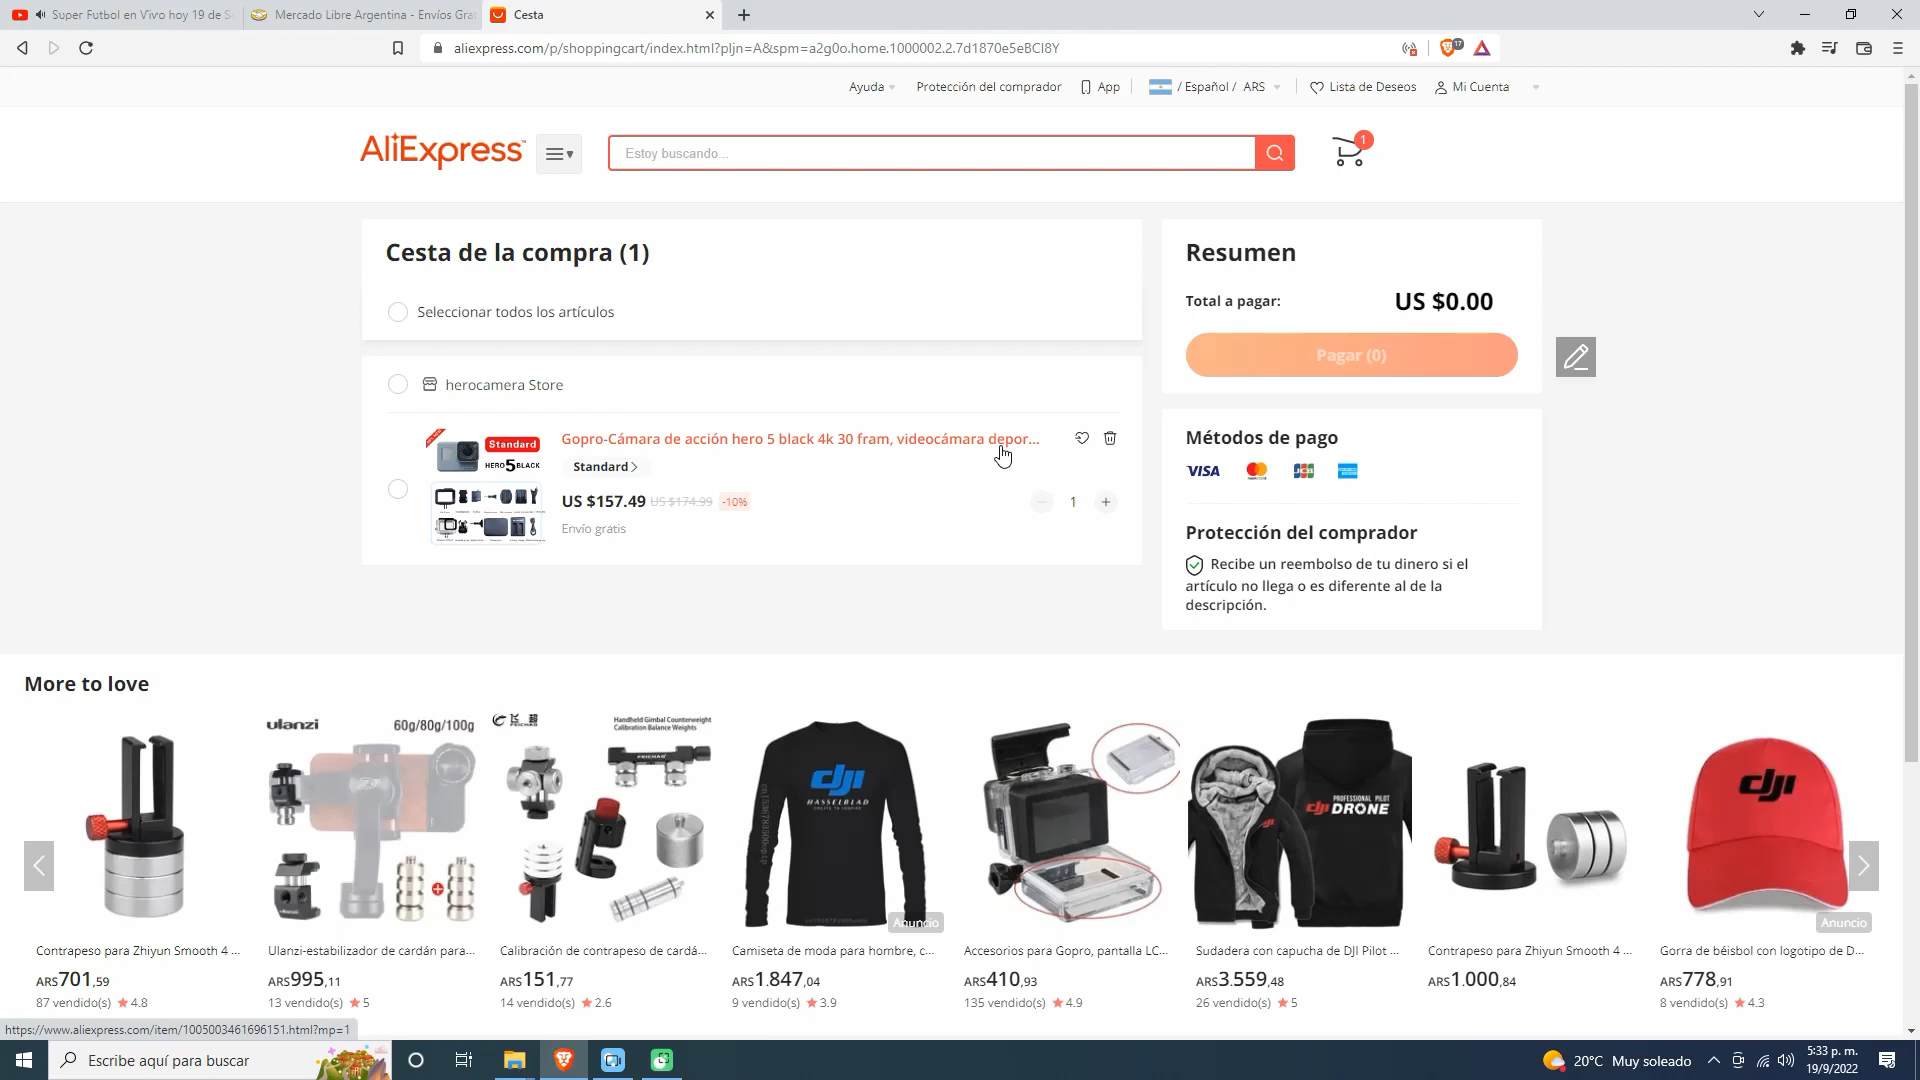 Super Futbol en Vivo hoy 19 de Se
Mercado Libre Argentina - Envíos Grat
Cesta
aliexpress.com/p/shoppingcart/index.html?pljn=A&spm=a2g0o.home.1000002.2.7d1870e5eBCl8Y
17
Ayuda
Protección del comprador
App
/ Español / ARS
Lista de Deseos
Mi Cuenta
AliExpress
Estoy buscando...
1
Cesta de la compra (1)
Seleccionar todos los artículos
herocamera Store
Standard
HERO5 BLACK
Gopro-Cámara de acción hero 5 black 4k 30 fram, videocámara depor...
Standard
US $157.49 US $174.99 -10%
1
Envío gratis
Resumen
Total a pagar:
US $0.00
Pagar (0)
Métodos de pago
VISA
Protección del comprador
Recibe un reembolso de tu dinero si el
artículo no llega o es diferente al de la
descripción.
More to love
ulanzi
60g/80g/100g
FEICHAO
Handheld Gimbal Counterweight
Calibration Balance Weights
FEICHAO
dji
HASSELBLAD
Anuncio
PROFESSIONAL PILOT
dji DRONE
dji
Anuncio
Contrapeso para Zhiyun Smooth 4 ...
ARS701,59
87 vendido(s) 4.8
Ulanzi-estabilizador de cardán para...
ARS995,11
13 vendido(s) 5
Calibración de contrapeso de cardá...
ARS151,77
14 vendido(s) 2.6
Camiseta de moda para hombre, c...
ARS1.847,04
9 vendido(s) 3.9
Accesorios para Gopro, pantalla LC...
ARS410,93
135 vendido(s) 4.9
Sudadera con capucha de DJI Pilot ...
ARS3.559,48
26 vendido(s) 5
Contrapeso para Zhiyun Smooth 4 ...
ARS1.000,84
Gorra de béisbol con logotipo de D...
ARS778,91
8 vendido(s) 4.3
https://www.aliexpress.com/item/1005003461696151.html?mp=1
Escribe aquí para buscar
20°C Muy soleado
5:33 p. m.
19/9/2022